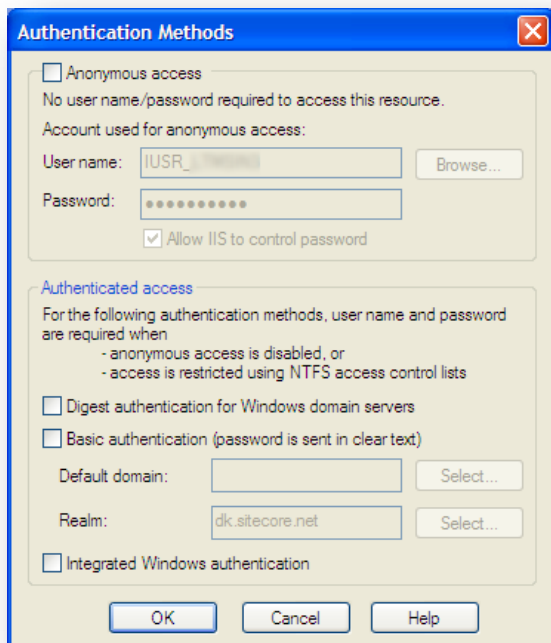 Authentication Methods
Anonymous access
No user name/password required to access this resource.
Account used for anonymous access:
User name: IUSR_ Browse...
Password: ●●●●●●●●●●
Allow IIS to control password
Authenticated access
For the following authentication methods, user name and password
are required when
- anonymous access is disabled, or
- access is restricted using NTFS access control lists
Digest authentication for Windows domain servers
Basic authentication (password is sent in clear text)
Default domain: Select...
Realm: dk.sitecore.net Select...
Integrated Windows authentication
OK Cancel Help